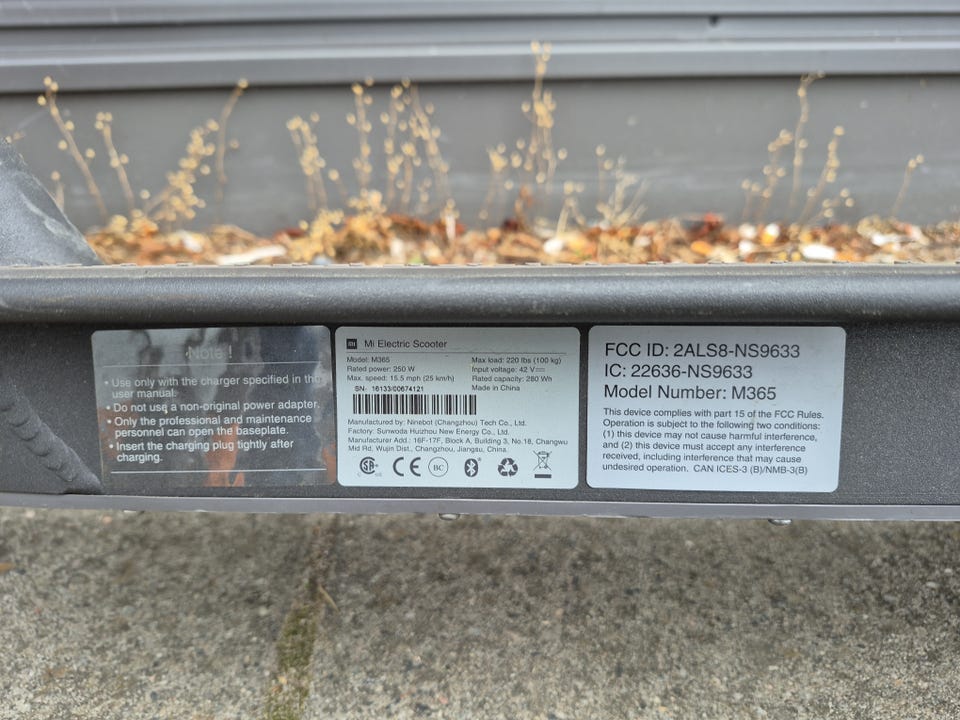 Note !
• Use only with the charger specified in the
user manual.
• Do not use a non-original power adapter.
• Only the professional and maintenance
personnel can open the baseplate.
• Insert the charging plug tightly after
charging.
mi Mi Electric Scooter
Model: M365
Rated power: 250 W
Max. speed: 15.5 mph (25 km/h)
SN: 16133/00674121
Max load: 220 lbs (100 kg)
Input voltage: 42 V
Rated capacity: 280 Wh
Made in China
Manufactured by: Ninebot (Changzhou) Tech Co., Ltd.
Factory: Sunwoda Huizhou New Energy Co., Ltd.
Manufacturer Add.: 16F-17F, Block A, Building 3, No.18, Changwu
Mid Rd, Wujin Dist., Changzhou, Jiangsu, China.
CE BC
FCC ID: 2ALS8-NS9633
IC: 22636-NS9633
Model Number: M365
This device complies with part 15 of the FCC Rules.
Operation is subject to the following two conditions:
(1) this device may not cause harmful interference,
and (2) this device must accept any interference
received, including interference that may cause
undesired operation. CAN ICES-3 (B)/NMB-3(B)